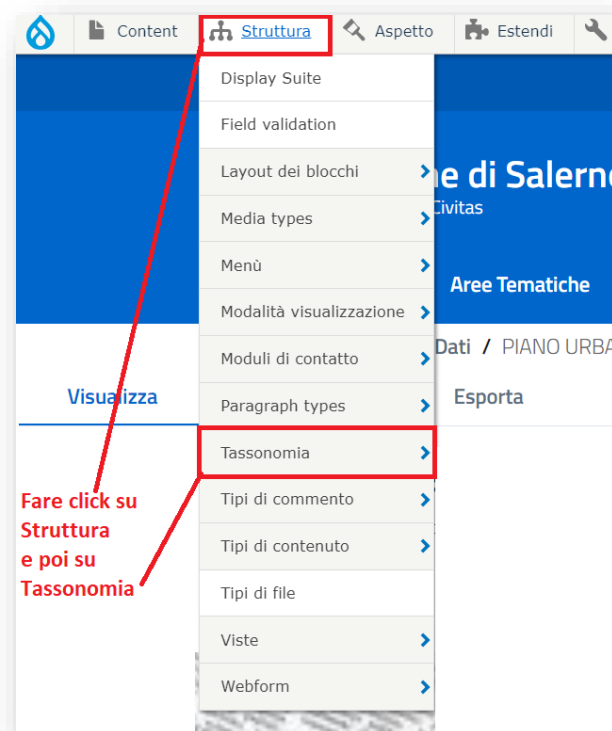 Content Struttura Aspetto Estendi
Display Suite
Field validation
Layout dei blocchi
Media types
Menù
Modalità visualizzazione
Moduli di contatto
Paragraph types
Tassonomia
Tipi di commento
Tipi di contenuto
Tipi di file
Viste
Webform
e di Salerno
Civitas
Aree Tematiche
Dati / PIANO URBA
Visualizza
Esporta
Fare click su
Struttura
e poi su
Tassonomia